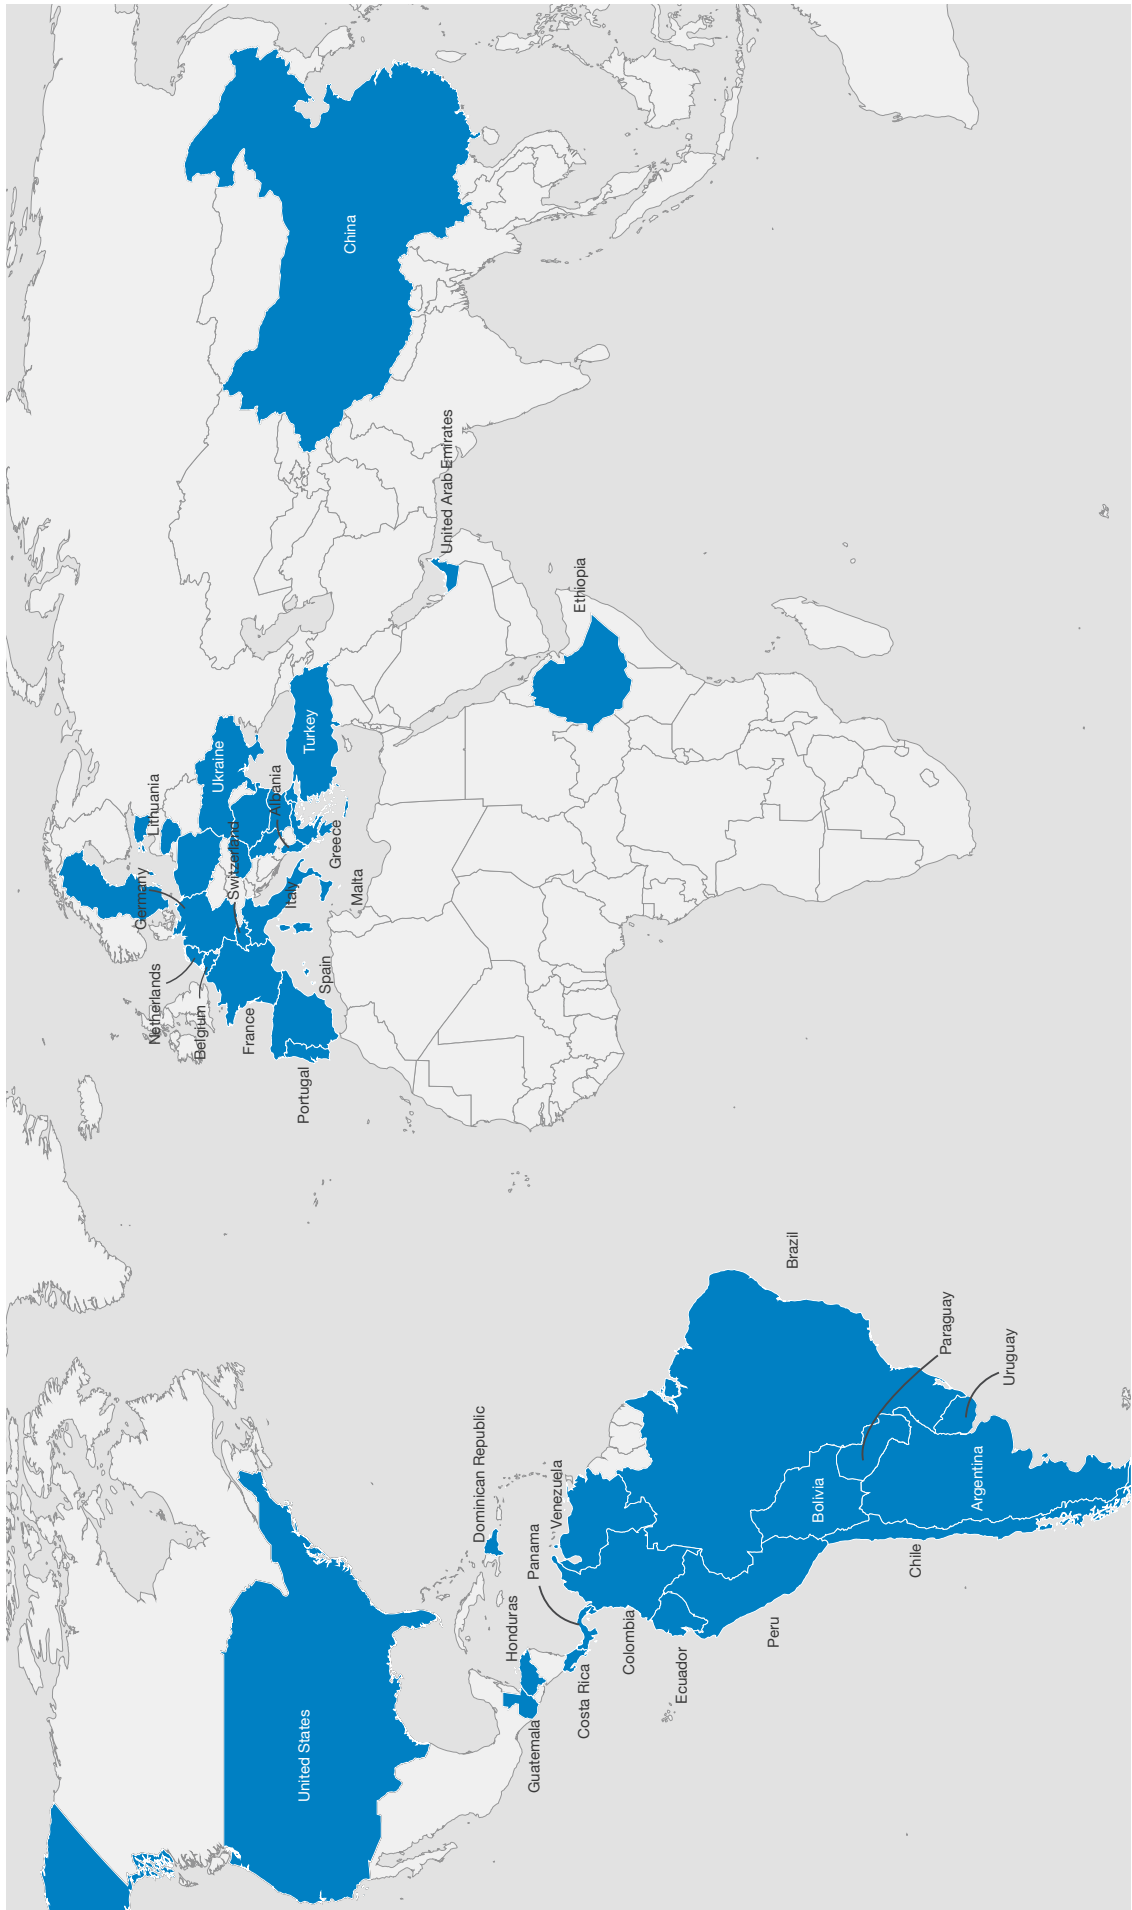 United States
Guatemala
Honduras
Costa Rica
Panama
Dominican Republic
Venezuela
Colombia
Ecuador
Peru
Bolivia
Chile
Argentina
Brazil
Paraguay
Uruguay
Portugal
Spain
France
Belgium
Netherlands
Germany
Switzerland
Italy
Malta
Greece
Albania
Lithuania
Ukraine
Turkey
Ethiopia
United Arab Emirates
China